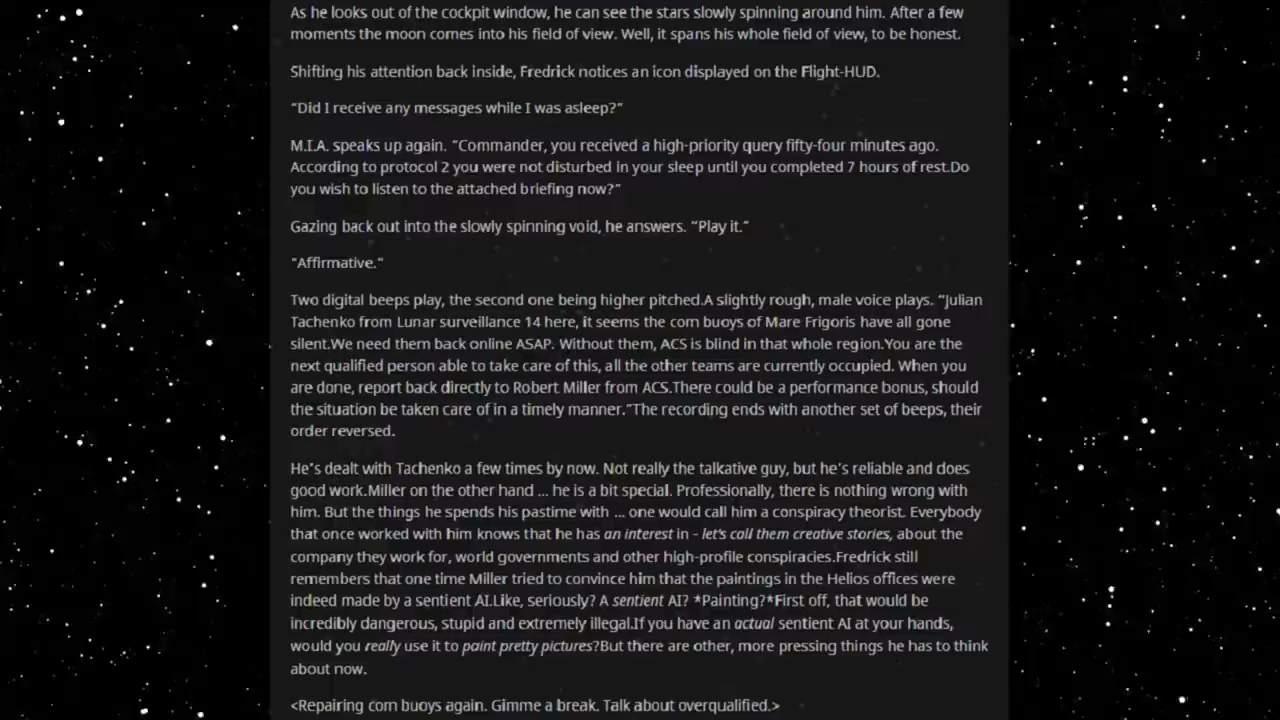 As he looks out of the cockpit window, he can see the stars slowly spinning around him. After a few
moments the moon comes into his field of view. Well, it spans his whole field of view, to be honest.
Shifting his attention back inside, Fredrick notices an icon displayed on the Flight-HUD.
“Did I receive any messages while I was asleep?”
M.I.A. speaks up again. “Commander, you received a high-priority query fifty-four minutes ago.
According to protocol 2 you were not disturbed in your sleep until you completed 7 hours of rest.Do
you wish to listen to the attached briefing now?”
Gazing back out into the slowly spinning void, he answers. “Play it.”
“Affirmative.”
Two digital beeps play, the second one being higher pitched.A slightly rough, male voice plays. “Julian
Tachenko from Lunar surveillance 14 here, it seems the com buoys of Mare Frigoris have all gone
silent.We need them back online ASAP. Without them, ACS is blind in that whole region.You are the
next qualified person able to take care of this, all the other teams are currently occupied. When you
are done, report back directly to Robert Miller from ACS.There could be a performance bonus, should
the situation be taken care of in a timely manner.”The recording ends with another set of beeps, their
order reversed.
He’s dealt with Tachenko a few times by now. Not really the talkative guy, but he’s reliable and does
good work.Miller on the other hand ... he is a bit special. Professionally, there is nothing wrong with
him. But the things he spends his pastime with ... one would call him a conspiracy theorist. Everybody
that once worked with him knows that he has an interest in - let’s call them creative stories, about the
company they work for, world governments and other high-profile conspiracies.Fredrick still
remembers that one time Miller tried to convince him that the paintings in the Helios offices were
indeed made by a sentient AI.Like, seriously? A sentient AI? *Painting?*First off, that would be
incredibly dangerous, stupid and extremely illegal.If you have an actual sentient AI at your hands,
would you really use it to paint pretty pictures?But there are other, more pressing things he has to think
about now.
<Repairing com buoys again. Gimme a break. Talk about overqualified.>